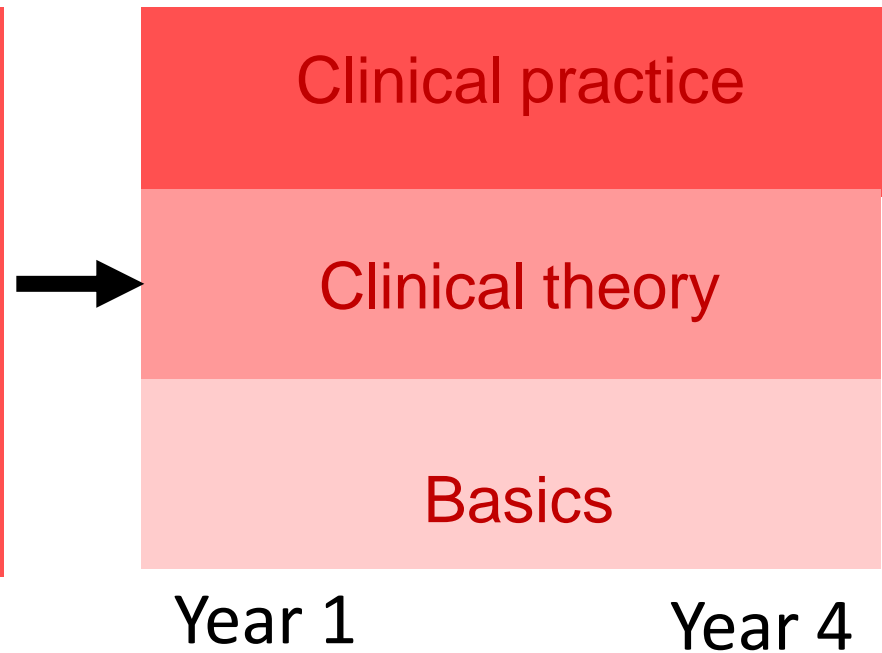 Clinical practice
Clinical theory
Basics
Year 1
Year 4